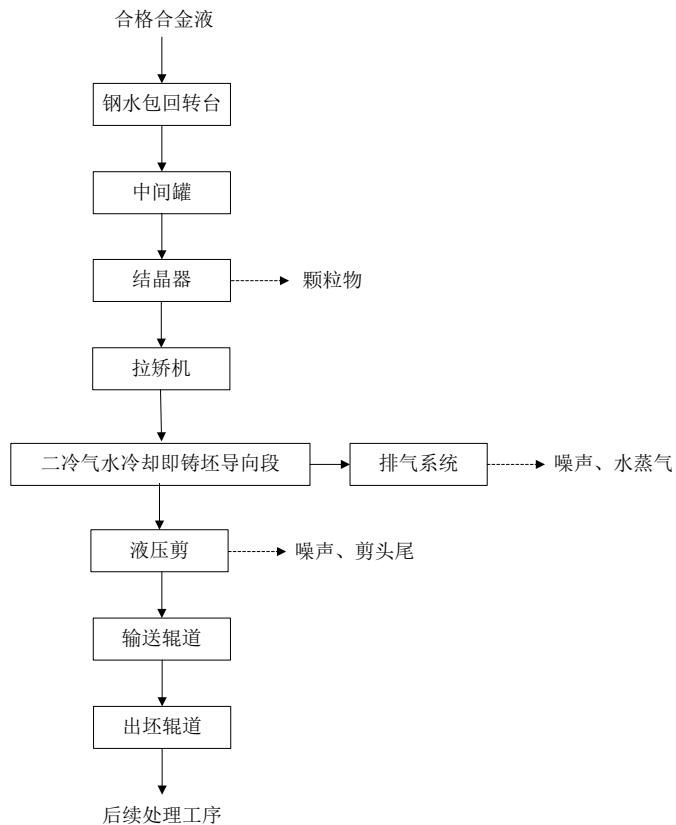 合格合金液
钢水包回转台
中间罐
结晶器
颗粒物
拉矫机
二冷气水冷却即铸坯导向段
排气系统
噪声、水蒸气
液压剪
噪声、剪头尾
输送辊道
出坯辊道
后续处理工序